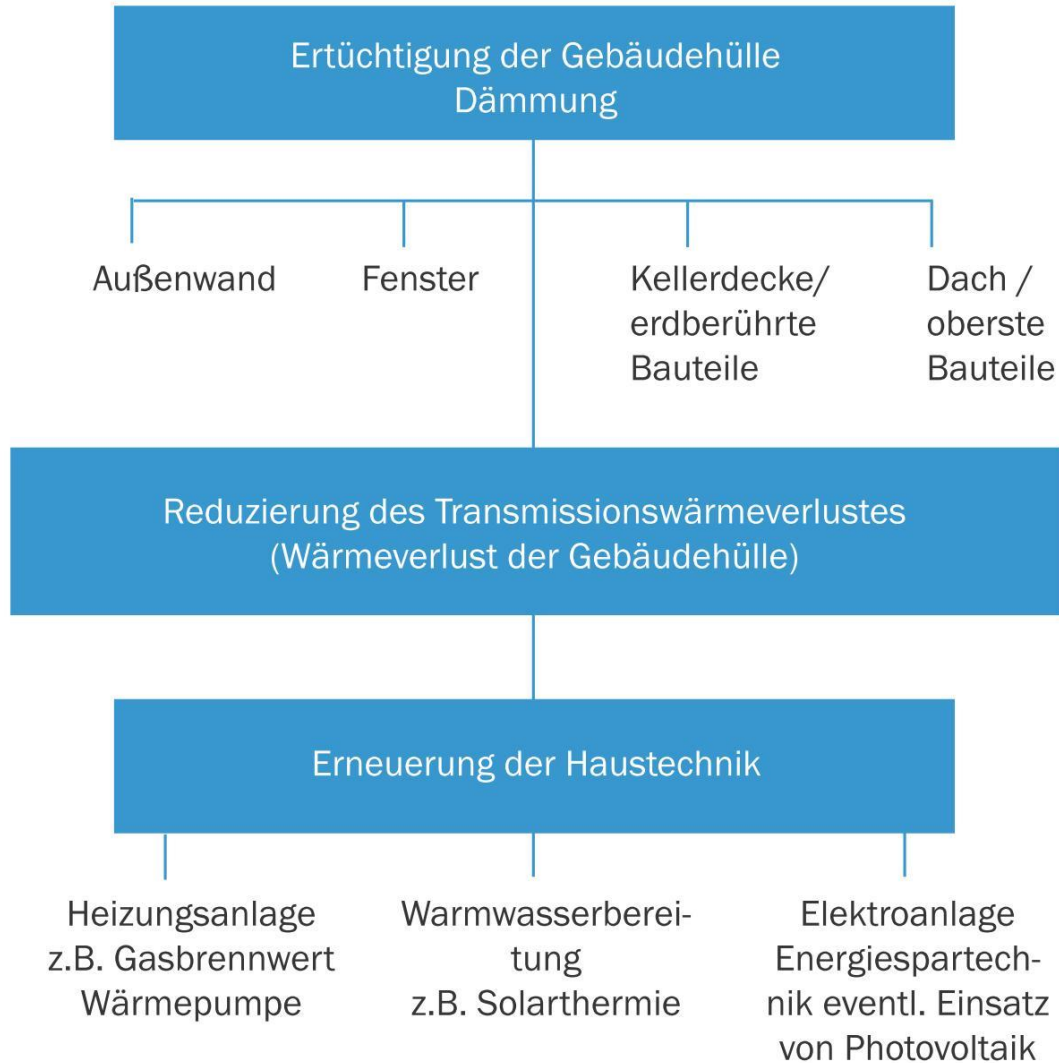 Ertüchtigung der Gebäudehülle
Dämmung
Außenwand
Fenster
Kellerdecke/
erdberührte
Bauteile
Dach /
oberste
Bauteile
Reduzierung des Transmissionswärmeverlustes
(Wärmeverlust der Gebäudehülle)
Erneuerung der Haustechnik
Heizungsanlage
z.B. Gasbrennwert
Wärmepumpe
Warmwasserberei-
tung
z.B. Solarthermie
Elektroanlage
Energiespartech-
nik eventl. Einsatz
von Photovoltaik